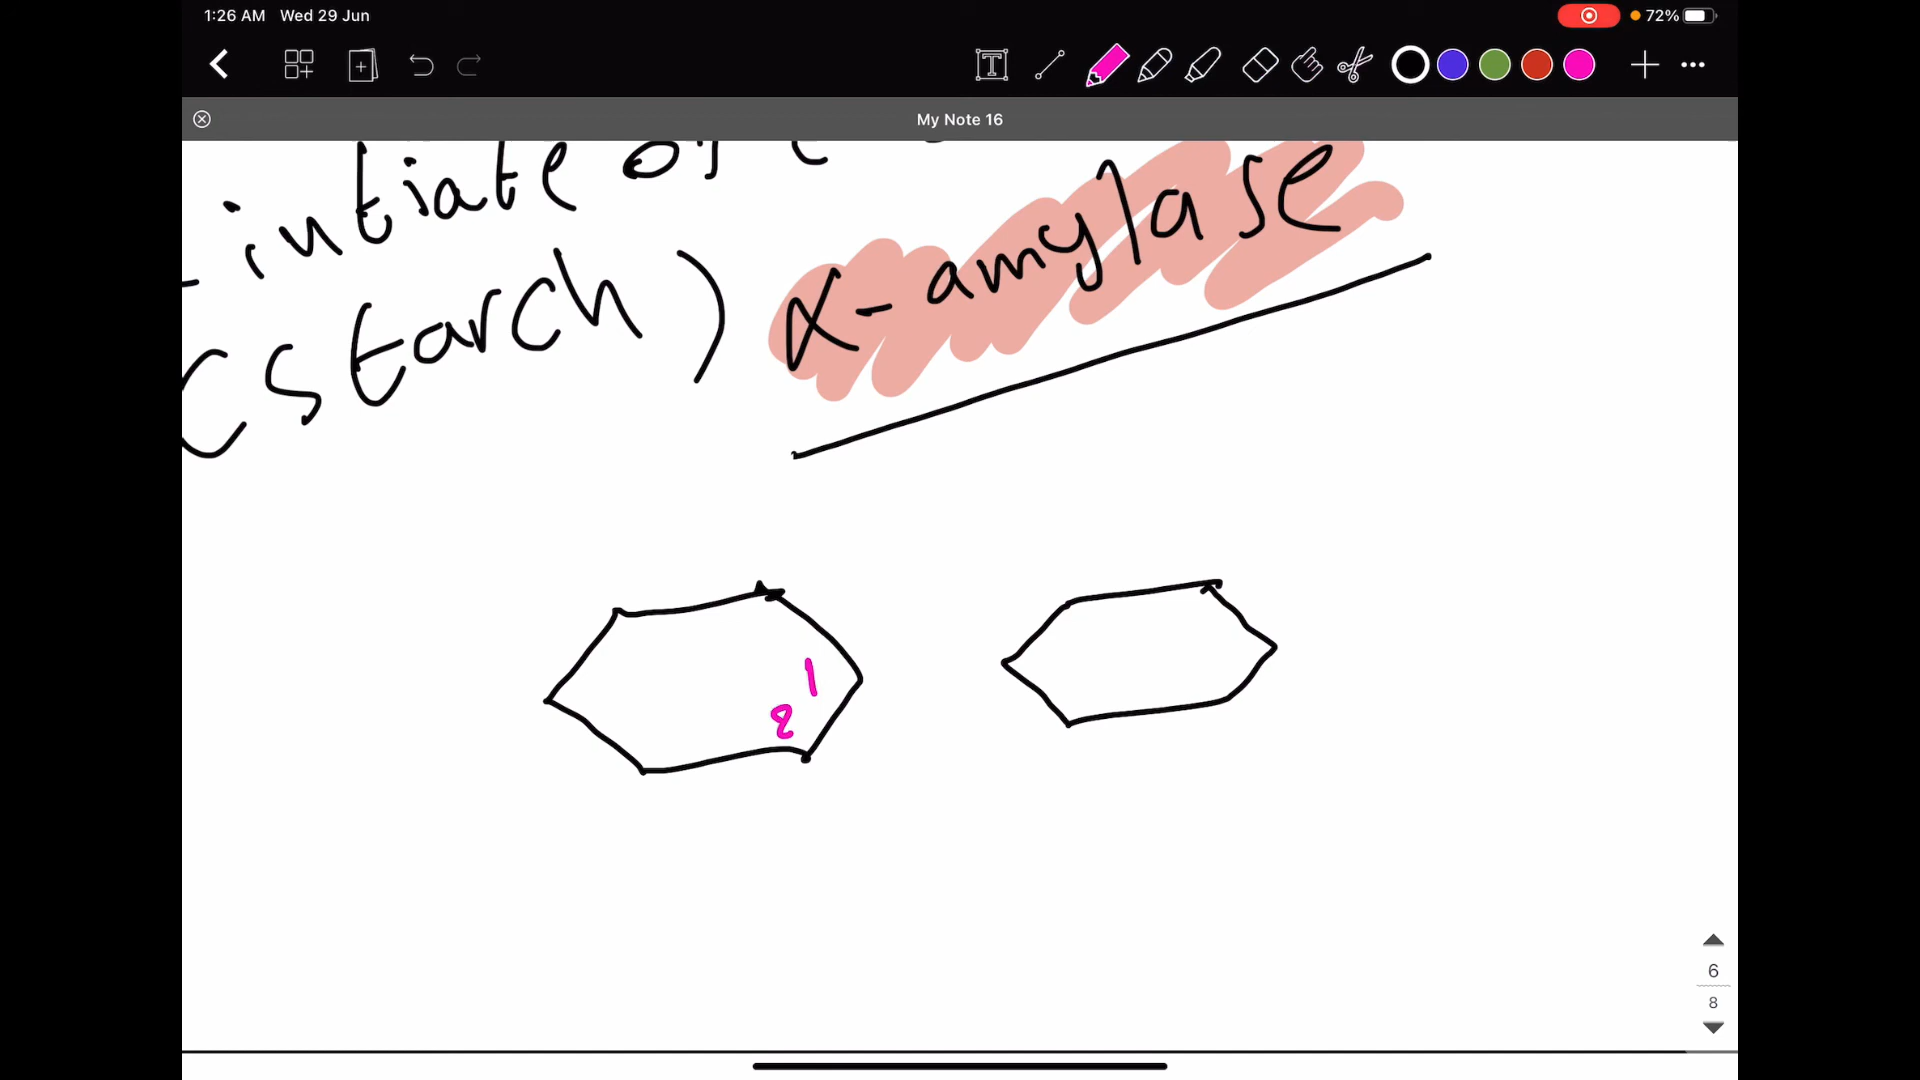 1:26 AM Wed 29 Jun
72%
T
My Note 16
- intiate of
(starch) α-amylase
1
2
6
8